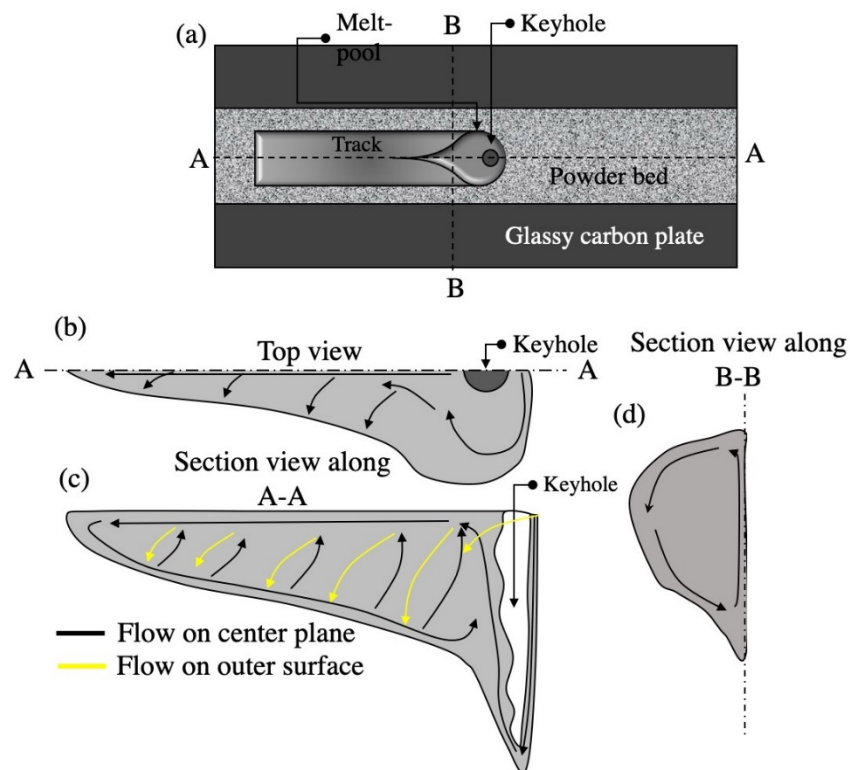 (a)
Melt-
pool
B
Keyhole
A
Track
A
Powder bed
Glassy carbon plate
B
(b)
Top view
Keyhole
A
A
Section view along
B-B
(d)
Section view along
A-A
(c)
Keyhole
Flow on center plane
Flow on outer surface